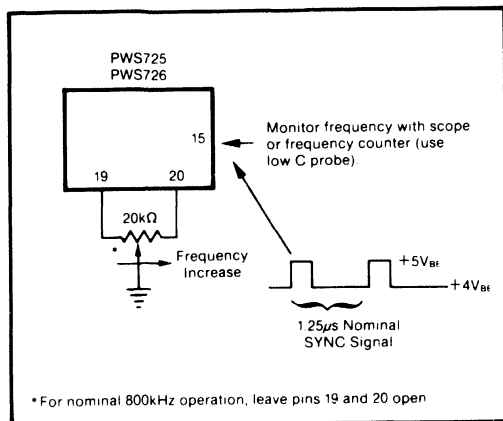 PWS725
PWS726
15
19 20
20kΩ
*
Frequency
Increase
Monitor frequency with scope
or frequency counter (use
low C probe).
+5VBE
+4VBE
1.25µs Nominal
SYNC Signal
*For nominal 800kHz operation, leave pins 19 and 20 open